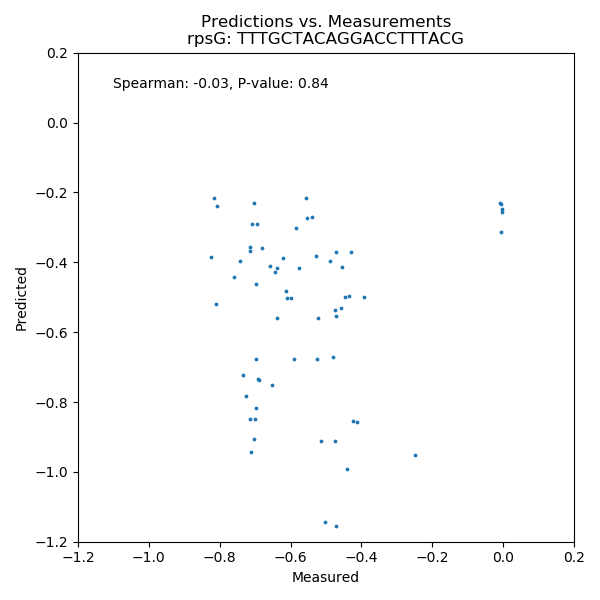 Predictions vs. Measurements
rpsG: TTTGCTACAGGACCTTTACG
Spearman: -0.03, P-value: 0.84
0.2
0.0
−0.2
−0.4
−0.6
−0.8
−1.0
−1.2
Predicted
−1.2 −1.0 −0.8 −0.6 −0.4 −0.2 0.0 0.2
Measured